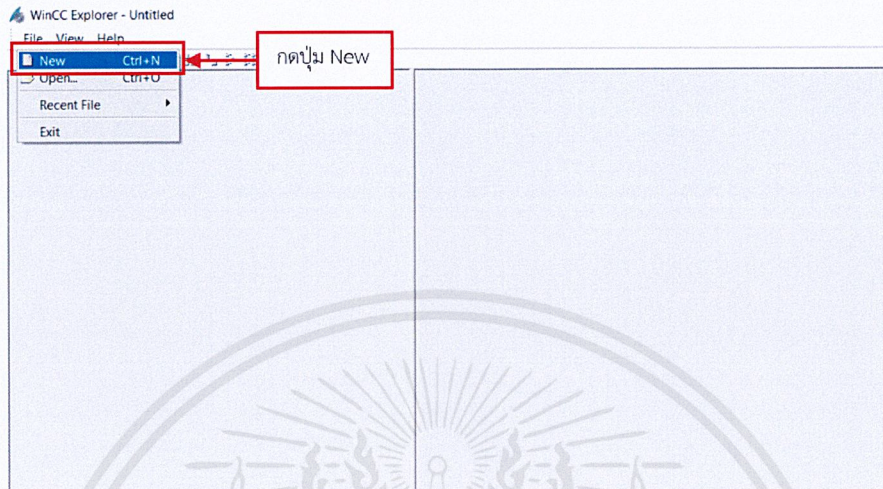 WinCC Explorer - Untitled
File View Help
New Ctrl+N
กดปุ่ม New
Open... Ctrl+O
Recent File
Exit